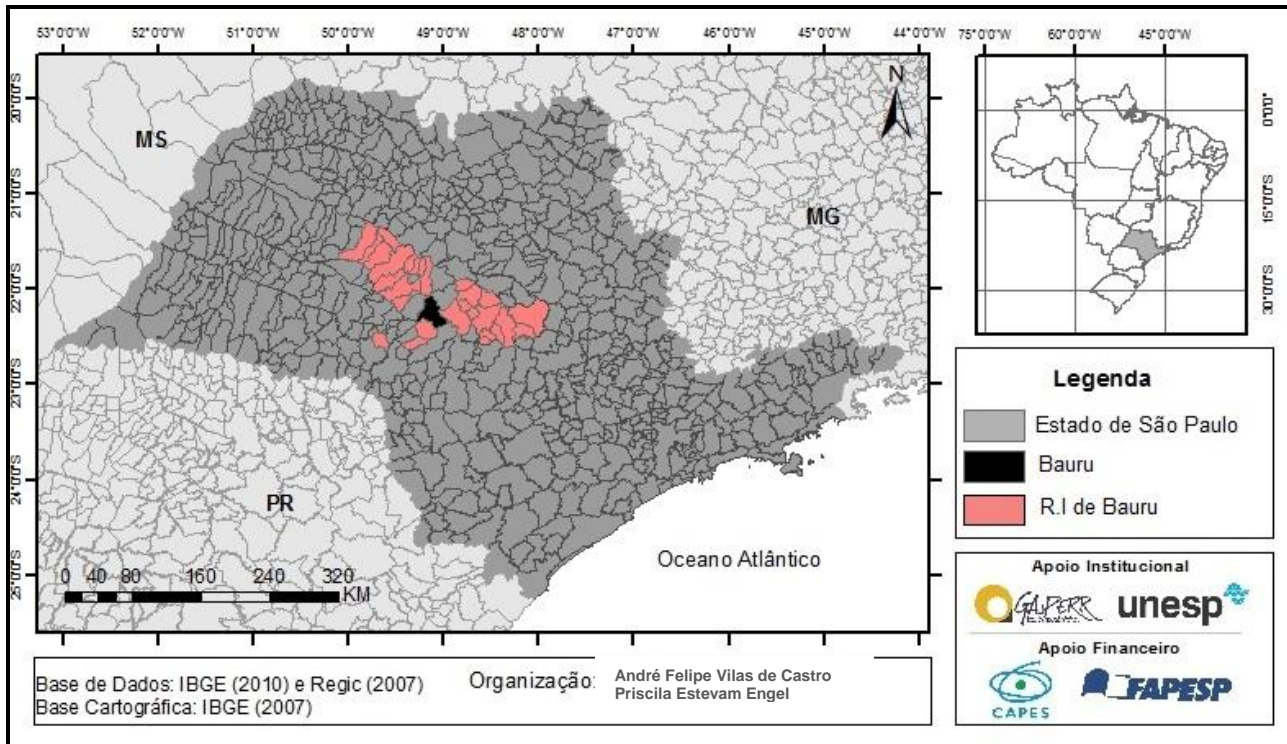 53°0'0"W 52°0'0"W 51°0'0"W 50°0'0"W 49°0'0"W 48°0'0"W 47°0'0"W 46°0'0"W 45°0'0"W 44°0'0"W
75°0'0"W 60°0'0"W 45°0'0"W
20°0'0"S
21°0'0"S
22°0'0"S
23°0'0"S
24°0'0"S
25°0'0"S
N
MS
MG
PR
Oceano Atlântico
0 40 80 160 240 320
KM
0°0'0"
15°0'0"S
30°0'0"S
Legenda
Estado de São Paulo
Bauru
R.I de Bauru
Apoio Institucional
GAsPERR unesp
Apoio Financeiro
CAPES FAPESP
Base de Dados: IBGE (2010) e Regic (2007)
Base Cartográfica: IBGE (2007)
Organização: André Felipe Vilas de Castro
Priscila Estevam Engel